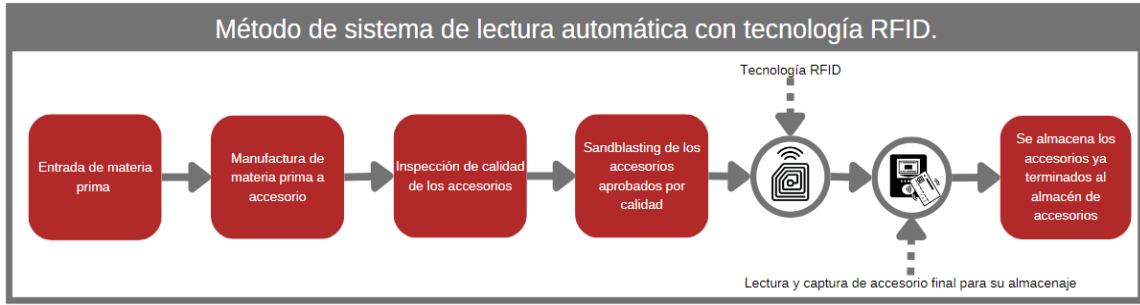 Método de sistema de lectura automática con tecnología RFID.
Tecnología RFID
Entrada de materia
prima
Manufactura de
materia prima a
accesorio
Inspección de calidad
de los accesorios
Sandblasting de los
accesorios
aprobados por
calidad
Se almacena los
accesorios ya
terminados al
almacén de
accesorios
Lectura y captura de accesorio final para su almacenaje